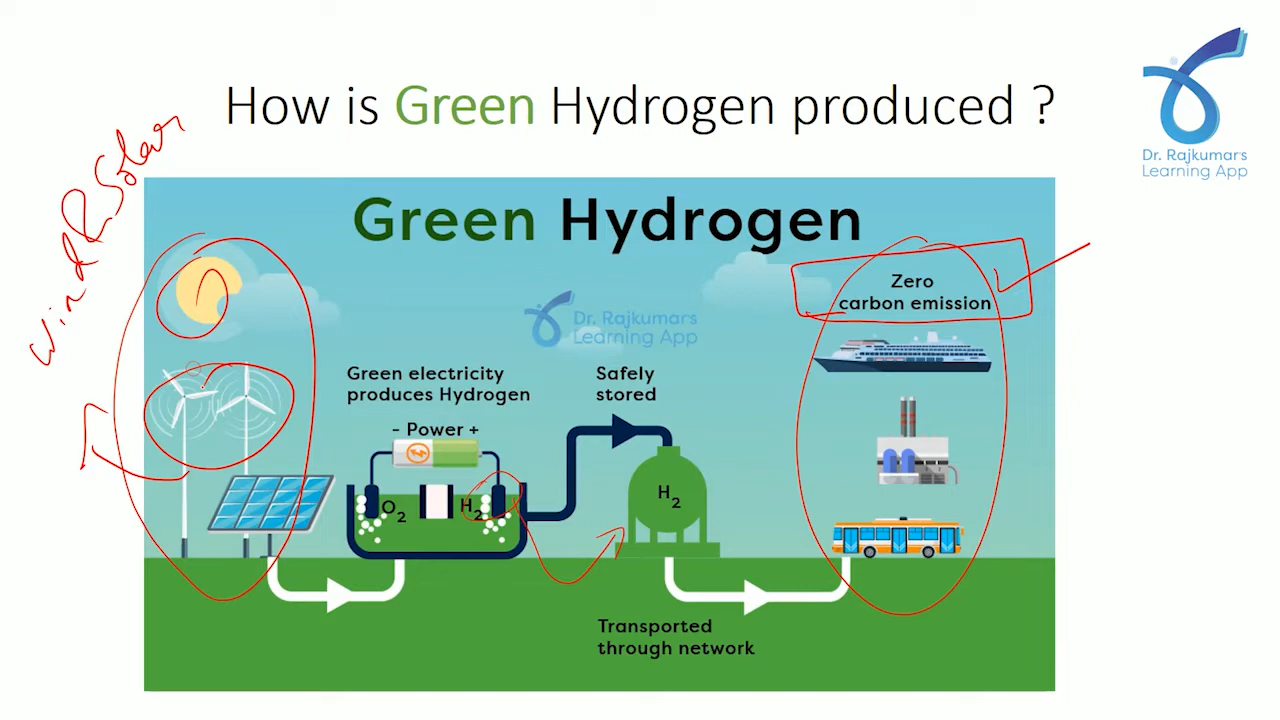 How is Green Hydrogen produced ?
Dr. Rajkumar's
Learning App
Wind & Solar
Green Hydrogen
Zero
carbon emission
Dr. Rajkumars
Learning App
Green electricity
produces Hydrogen
Safely
stored
- Power +
O2
H2
H2
Transported
through network